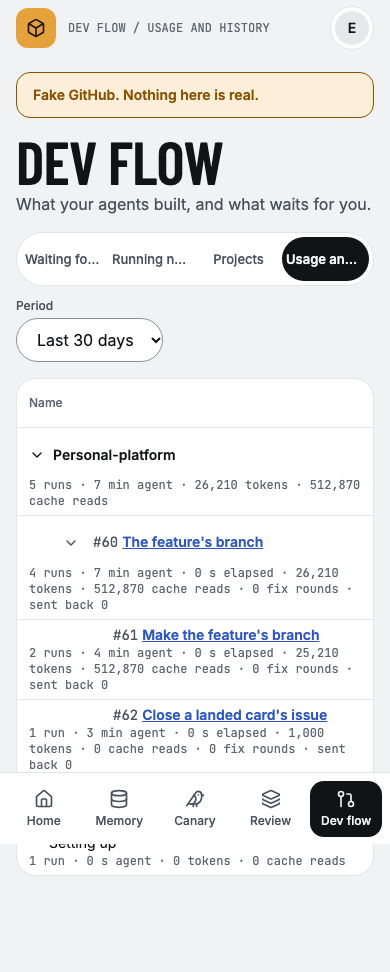 DEV FLOW / USAGE AND HISTORY
E
Fake GitHub. Nothing here is real.
DEV FLOW
What your agents built, and what waits for you.
Waiting fo... Running n... Projects Usage an...
Period
Last 30 days
Name
Personal-platform
5 runs · 7 min agent · 26,210 tokens · 512,870
cache reads
#60 The feature's branch
4 runs · 7 min agent · 0 s elapsed · 26,210
tokens · 512,870 cache reads · 0 fix rounds ·
sent back 0
#61 Make the feature's branch
2 runs · 4 min agent · 0 s elapsed · 25,210
tokens · 512,870 cache reads · 0 fix rounds ·
sent back 0
#62 Close a landed card's issue
1 run · 3 min agent · 0 s elapsed · 1,000
tokens · 0 cache reads · 0 fix rounds · sent
back 0
Home Memory Canary Review Dev flow
Setting up
1 run · 0 s agent · 0 tokens · 0 cache reads